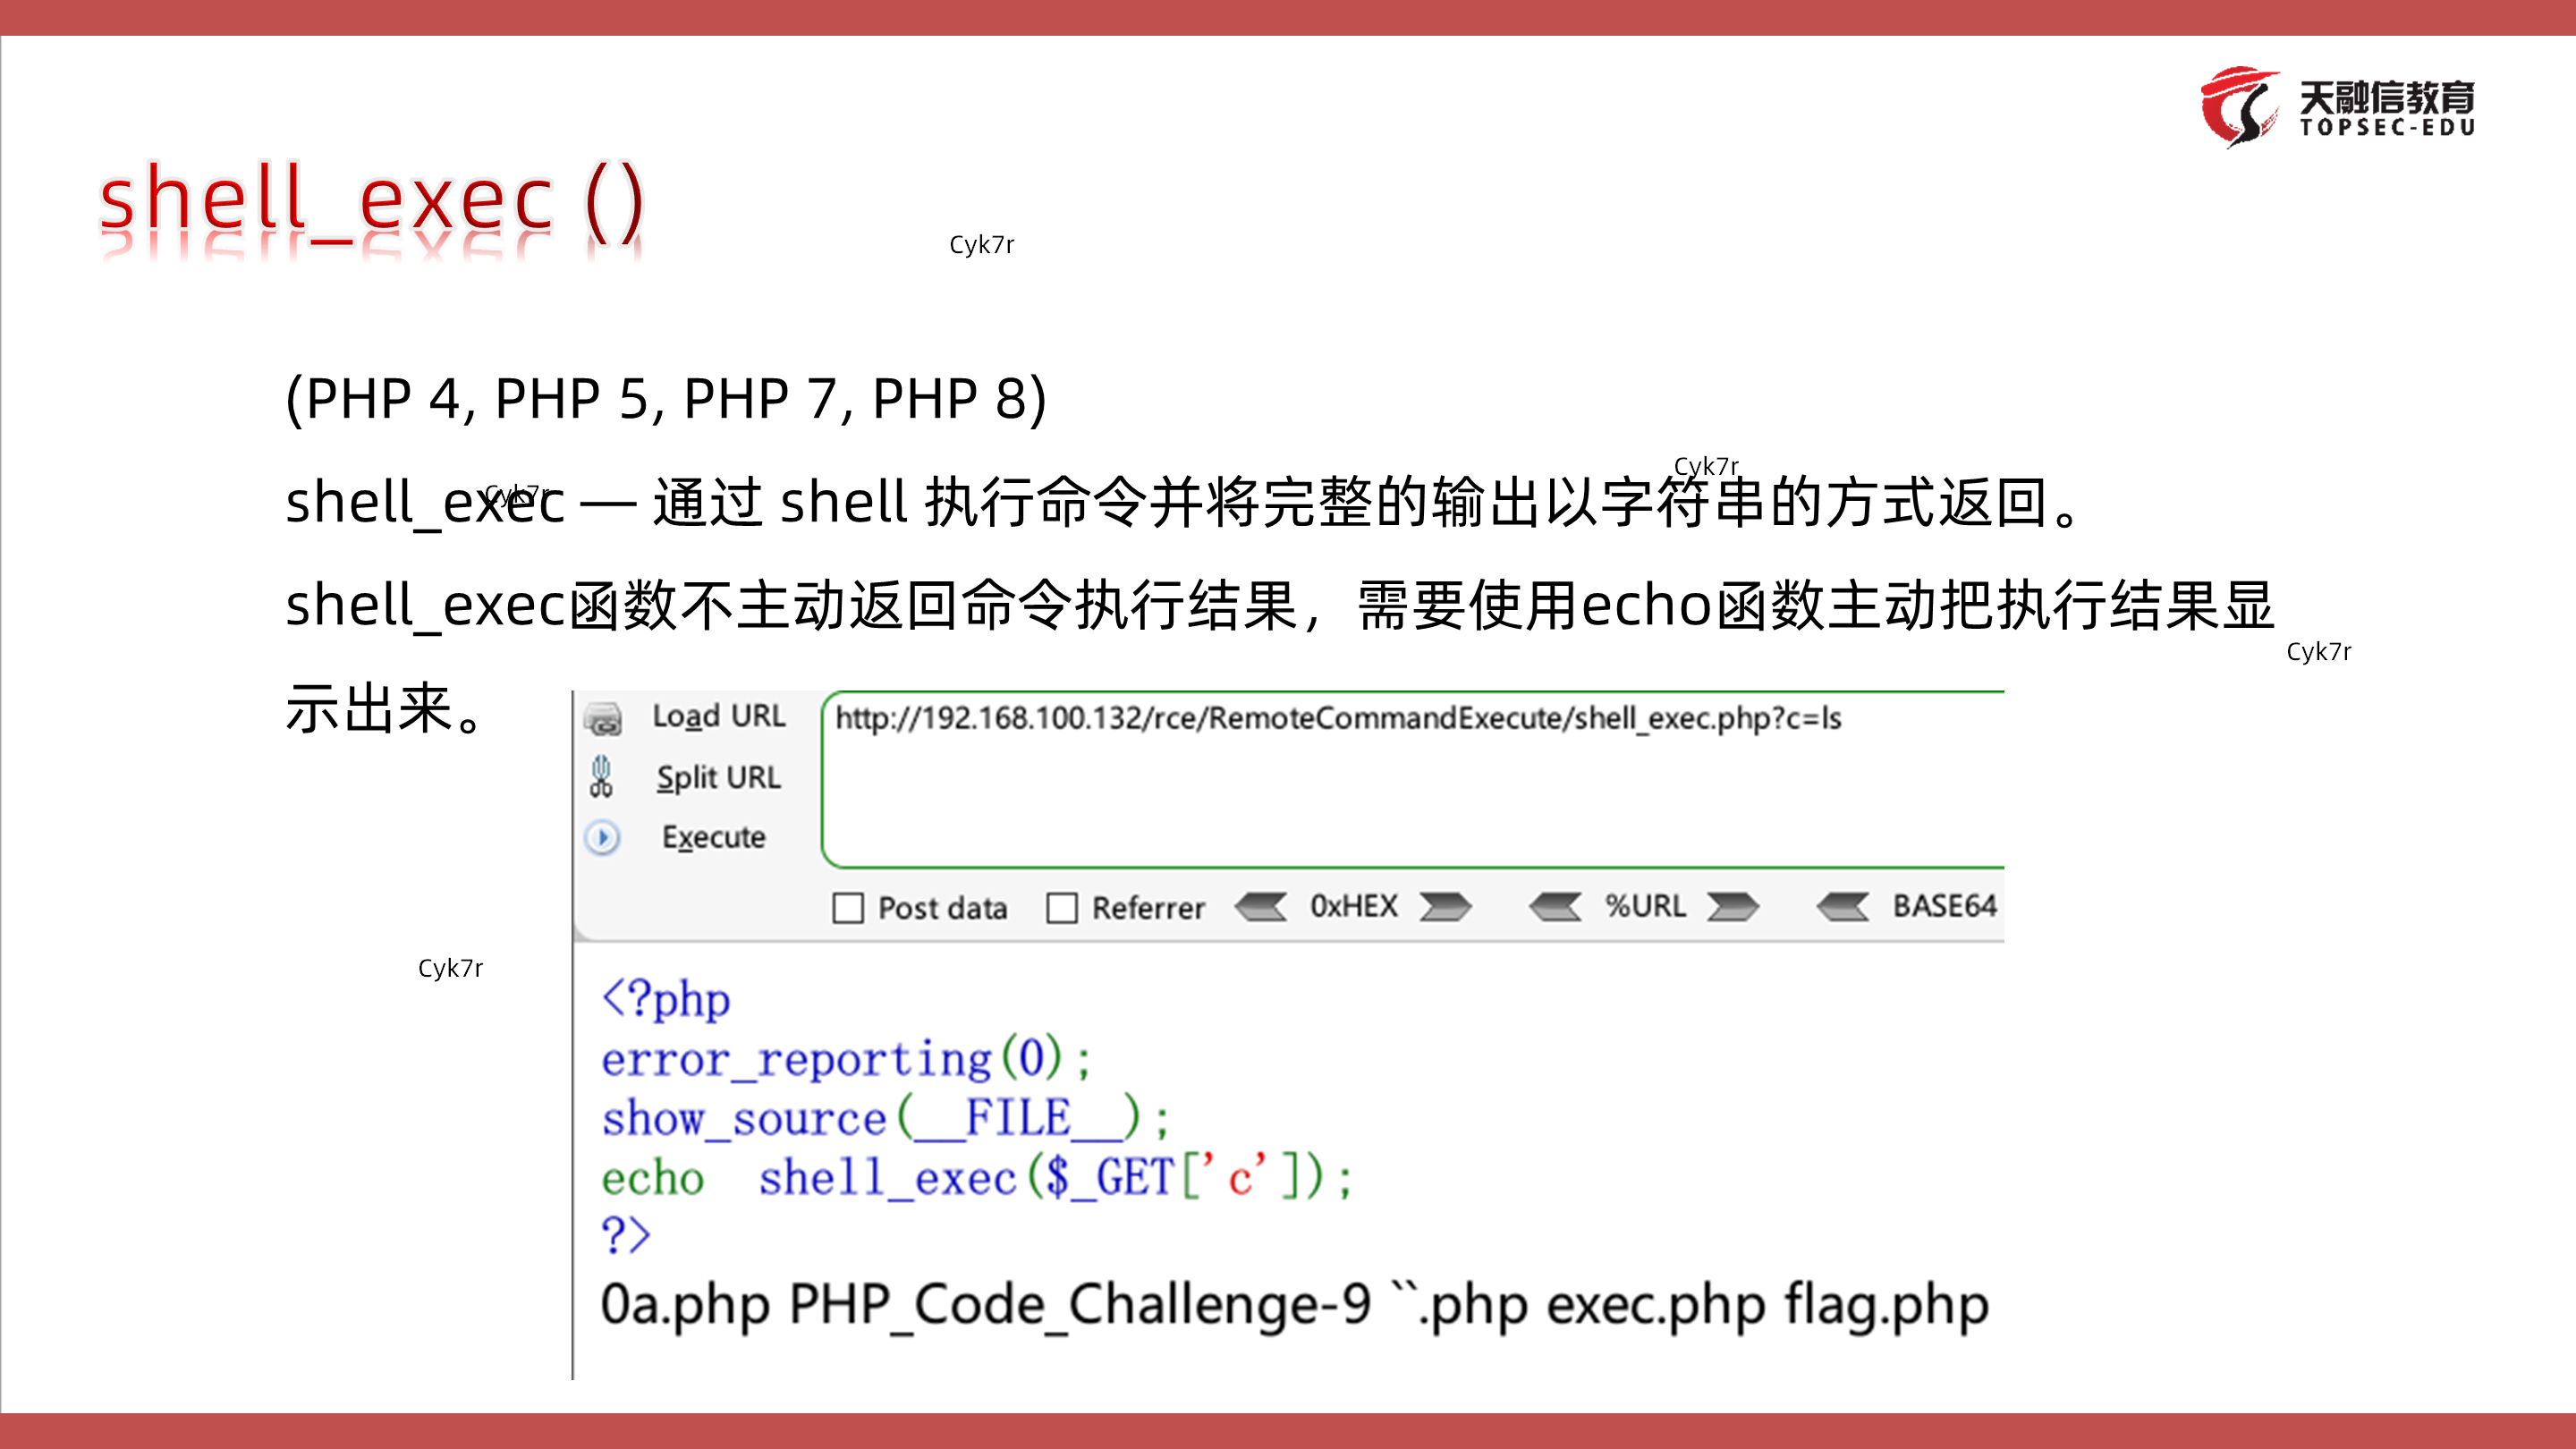 天融信教育
TOPSEC-EDU
shell_exec ()
Cyk7r
(PHP 4, PHP 5, PHP 7, PHP 8)
Cyk7r
Cyk7r
shell_exec — 通过 shell 执行命令并将完整的输出以字符串的方式返回。
shell_exec函数不主动返回命令执行结果，需要使用echo函数主动把执行结果显
Cyk7r
示出来。
Load URL http://192.168.100.132/rce/RemoteCommandExecute/shell_exec.php?c=ls
Split URL
Execute
Post data Referrer 0xHEX %URL BASE64
Cyk7r
<?php
error_reporting(0);
show_source(__FILE__);
echo  shell_exec($_GET['c']);
?>
0a.php PHP_Code_Challenge-9 ``.php exec.php flag.php